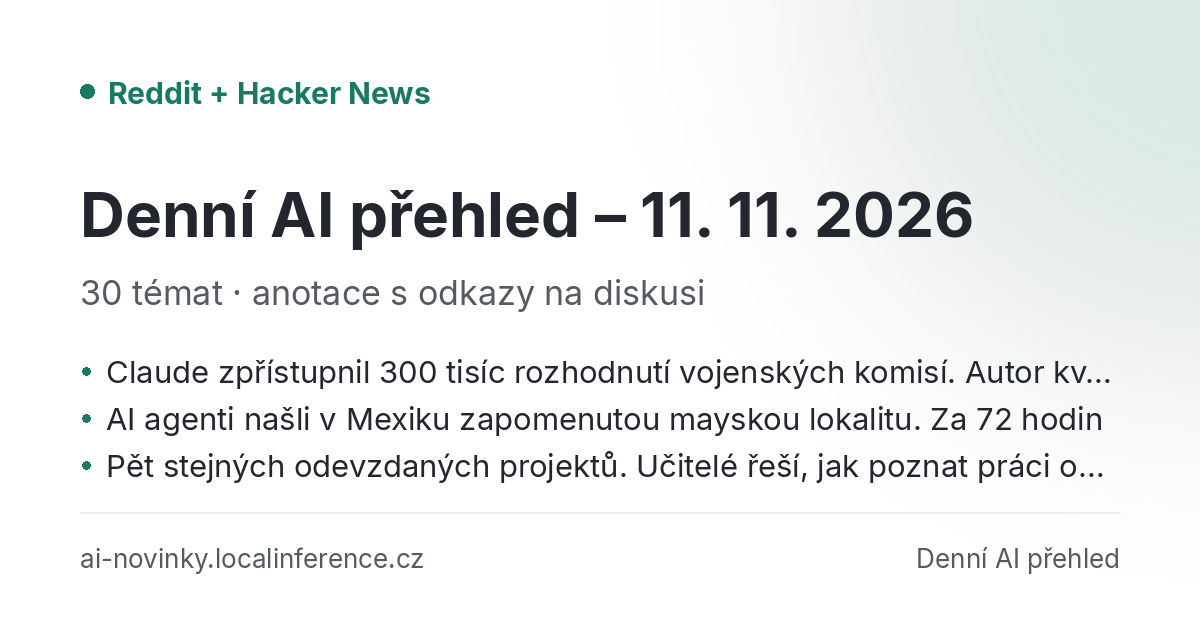 Reddit + Hacker News
Denní AI přehled – 11. 11. 2026
30 témat · anotace s odkazy na diskusi
• Claude zpřístupnil 300 tisíc rozhodnutí vojenských komisí. Autor kv...
• AI agenti našli v Mexiku zapomenutou mayskou lokalitu. Za 72 hodin
• Pět stejných odevzdaných projektů. Učitelé řeší, jak poznat práci o...
ai-novinky.localinference.cz
Denní AI přehled